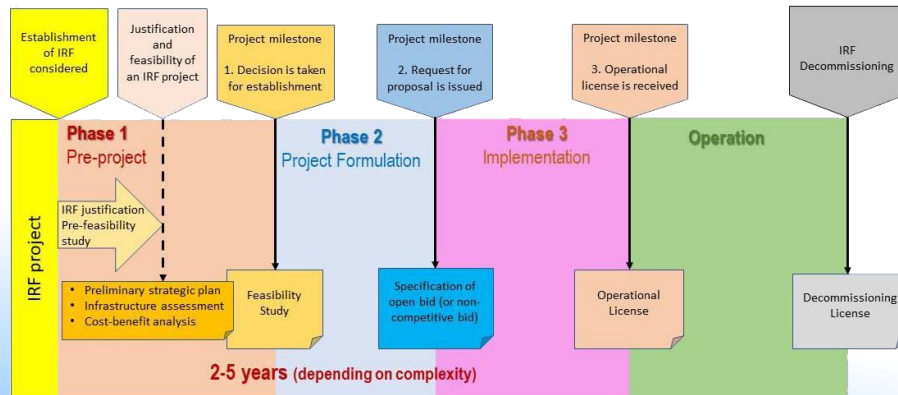 Establishment
of IRF
considered
Justification
and
feasibility of
an IRF project
Project milestone
1. Decision is taken
for establishment
Project milestone
2. Request for
proposal is issued
Project milestone
3. Operational
license is received
IRF
Decommissioning
Phase 1
Pre-project
Phase 2
Project Formulation
Phase 3
Implementation
Operation
IRF project
IRF justification
Pre-feasibility
study
• Preliminary strategic plan
• Infrastructure assessment
• Cost-benefit analysis
Feasibility
Study
Specification of
open bid (or non-
competitive bid)
Operational
License
Decommissioning
License
2-5 years (depending on complexity)